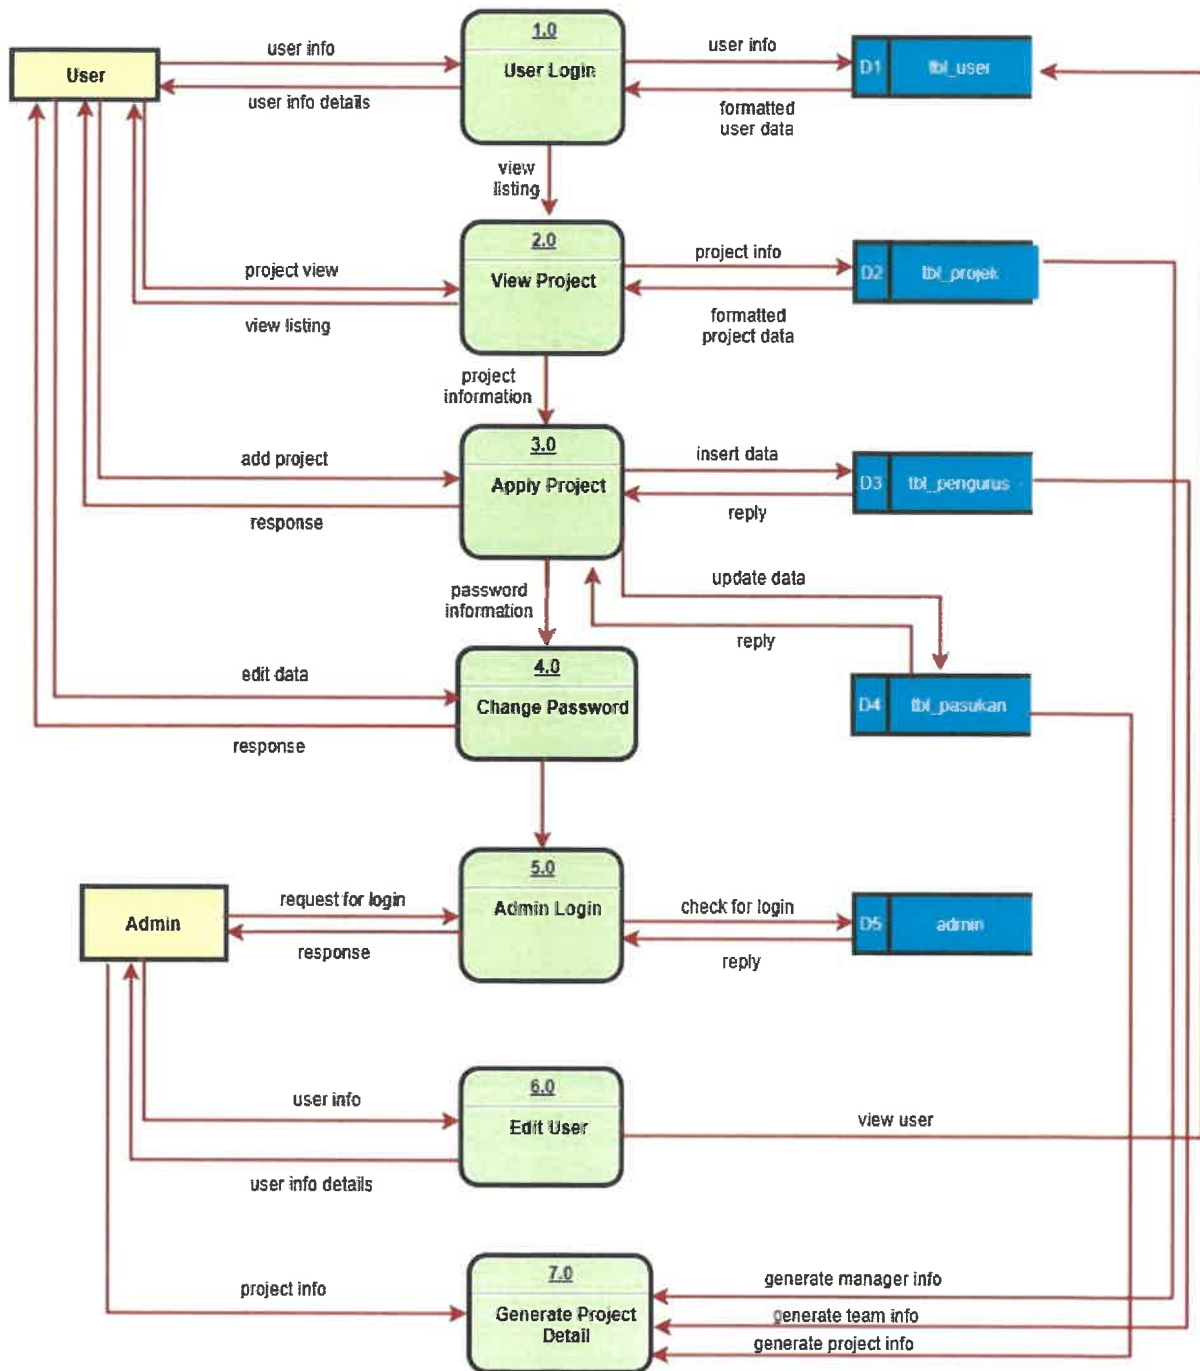 1.0
User Login
User
user info
user info details
user info
formatted
user data
D1
tbl_user
view
listing
2.0
View Project
project view
view listing
project info
formatted
project data
D2
tbl_projek
project
information
3.0
Apply Project
add project
response
insert data
reply
D3
tbl_pengurus
update data
reply
password
information
4.0
Change Password
edit data
response
D4
tbl_pasukan
5.0
Admin Login
Admin
request for login
response
check for login
reply
D5
admin
6.0
Edit User
user info
user info details
view user
7.0
Generate Project
Detail
project info
generate manager info
generate team info
generate project info